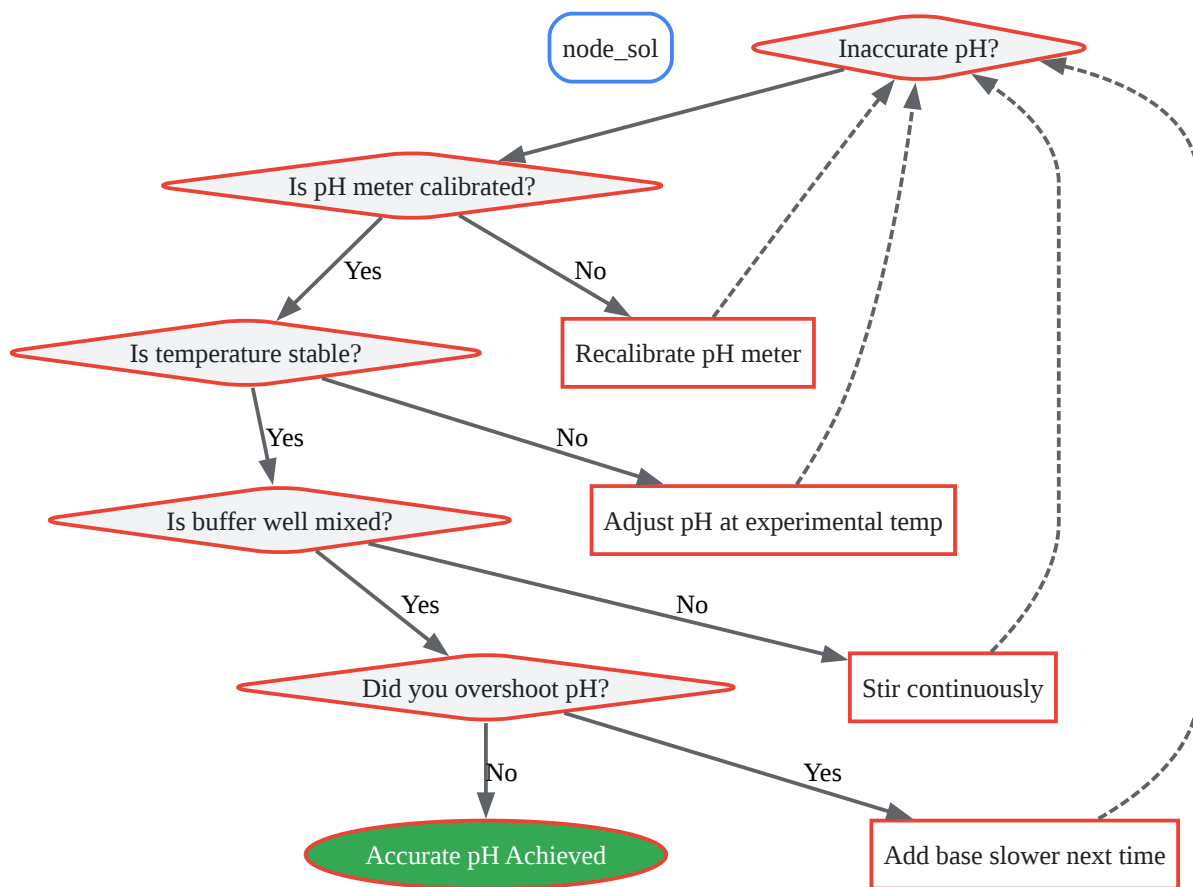 node_sol
Inaccurate pH?
Is pH meter calibrated?
Yes
No
Is temperature stable?
Recalibrate pH meter
Yes
No
Is buffer well mixed?
Adjust pH at experimental temp
Yes
No
Did you overshoot pH?
Stir continuously
No
Yes
Accurate pH Achieved
Add base slower next time